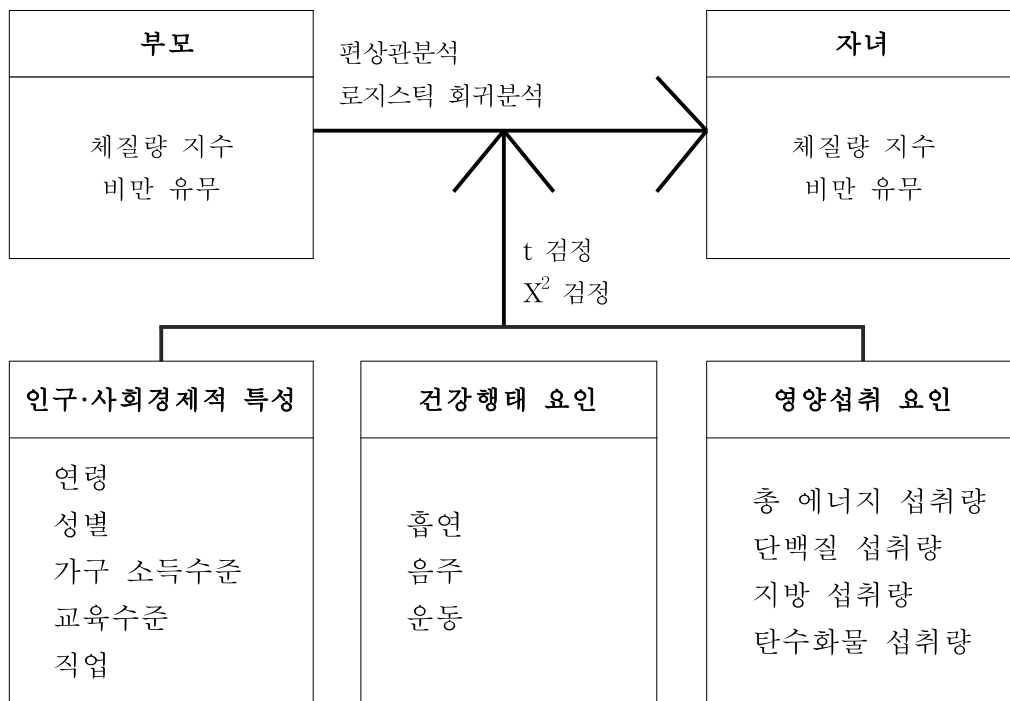 부모
체질량 지수
비만 유무
편상관분석
로지스틱 회귀분석
자녀
체질량 지수
비만 유무
t 검정
X² 검정
인구·사회경제적 특성
연령
성별
가구 소득수준
교육수준
직업
건강행태 요인
흡연
음주
운동
영양섭취 요인
총 에너지 섭취량
단백질 섭취량
지방 섭취량
탄수화물 섭취량